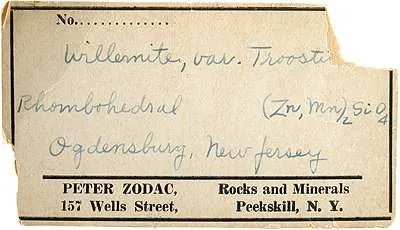 No..............
Willemite, var. Troosti
Rhombohedral (Zn, Mn)2 SiO4
Ogdensburg, New Jersey
PETER ZODAC, Rocks and Minerals
157 Wells Street, Peekskill, N. Y.